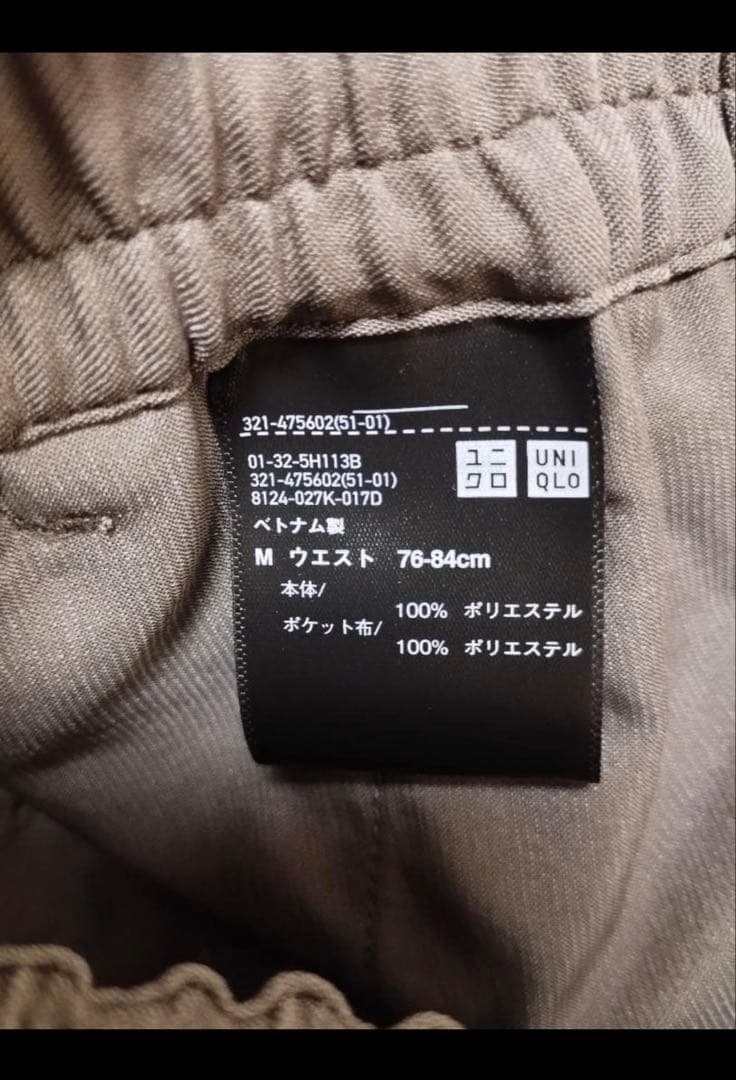 321-475602(51-01)
01-32-5H113B
321-475602(51-01)
8124-027K-017D
ユニ
クロ
UNI
QLO
ベトナム製
M ウエスト 76-84cm
本体/
100% ポリエステル
ポケット布/
100% ポリエステル